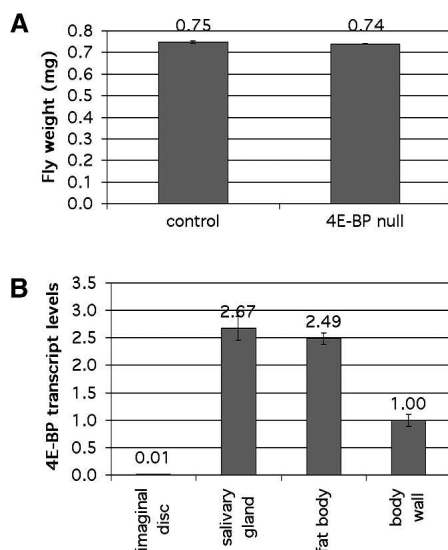 A
Fly weight (mg)
0.8
0.7
0.6
0.5
0.4
0.3
0.2
0.1
0.0
0.75
0.74
control
4E-BP null
B
4E-BP transcript levels
3.5
3.0
2.5
2.0
1.5
1.0
0.5
0.0
0.01
2.67
2.49
1.00
imaginal
disc
salivary
gland
fat body
body
wall